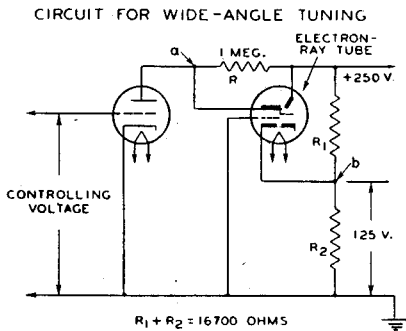 CIRCUIT FOR WIDE-ANGLE TUNING
ELECTRON-
RAY TUBE
a
1 MEG.
R
+250 V.
R1
b
CONTROLLING
VOLTAGE
125 V.
R2
R1 + R2 = 16700 OHMS